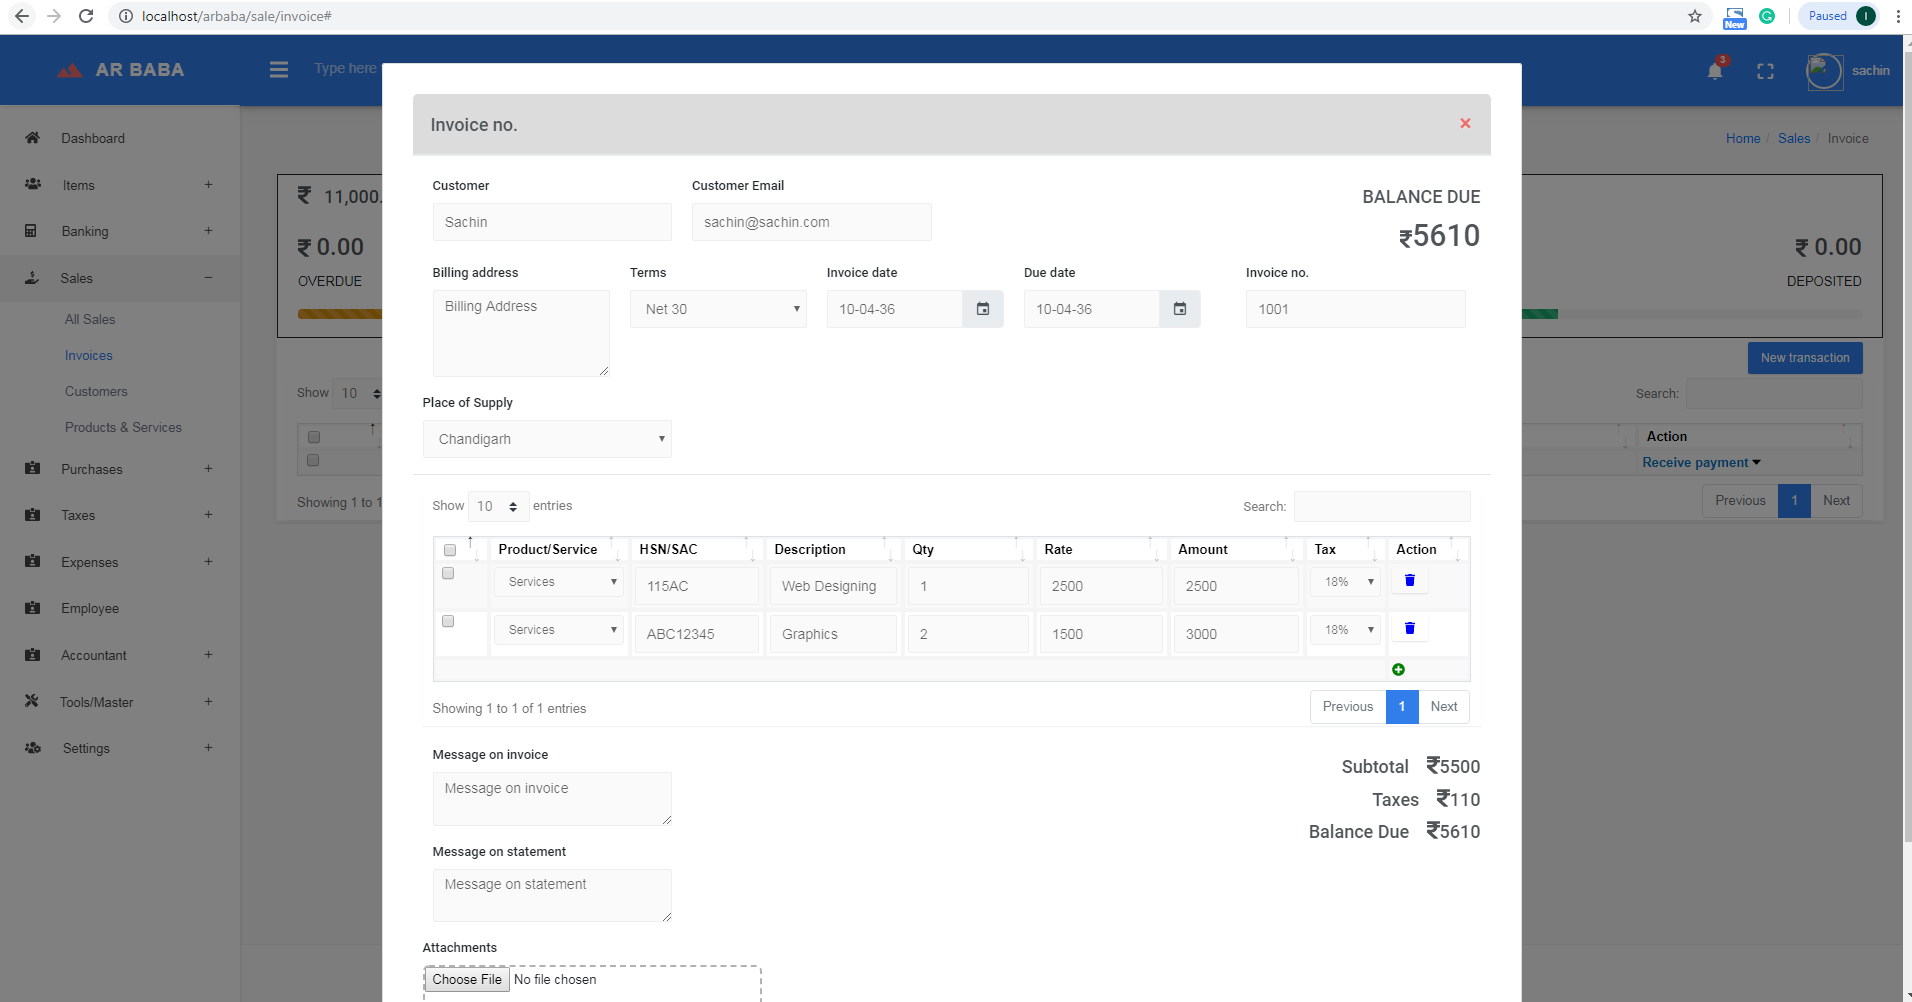 localhost/arbaba/sale/invoice#
New
Paused
I
AR BABA
Type here
3
sachin
Dashboard
Items +
Banking +
Sales −
All Sales
Invoices
Customers
Products & Services
Purchases +
Taxes +
Expenses +
Employee
Accountant +
Tools/Master +
Settings +
Home / Sales / Invoice
₹ 11,000.
₹ 0.00
OVERDUE
₹ 0.00
DEPOSITED
New transaction
Show 10
Search:
Action
Receive payment
Showing 1 to 1
Previous 1 Next
Invoice no.
×
Customer Customer Email
Sachin sachin@sachin.com
BALANCE DUE
₹5610
Billing address Terms Invoice date Due date Invoice no.
Billing Address Net 30 10-04-36 10-04-36 1001
Place of Supply
Chandigarh
Show 10 entries Search:
Product/Service HSN/SAC Description Qty Rate Amount Tax Action
Services 115AC Web Designing 1 2500 2500 18%
Services ABC12345 Graphics 2 1500 3000 18%
Showing 1 to 1 of 1 entries Previous 1 Next
Message on invoice
Message on invoice
Subtotal ₹5500
Taxes ₹110
Balance Due ₹5610
Message on statement
Message on statement
Attachments
Choose File No file chosen